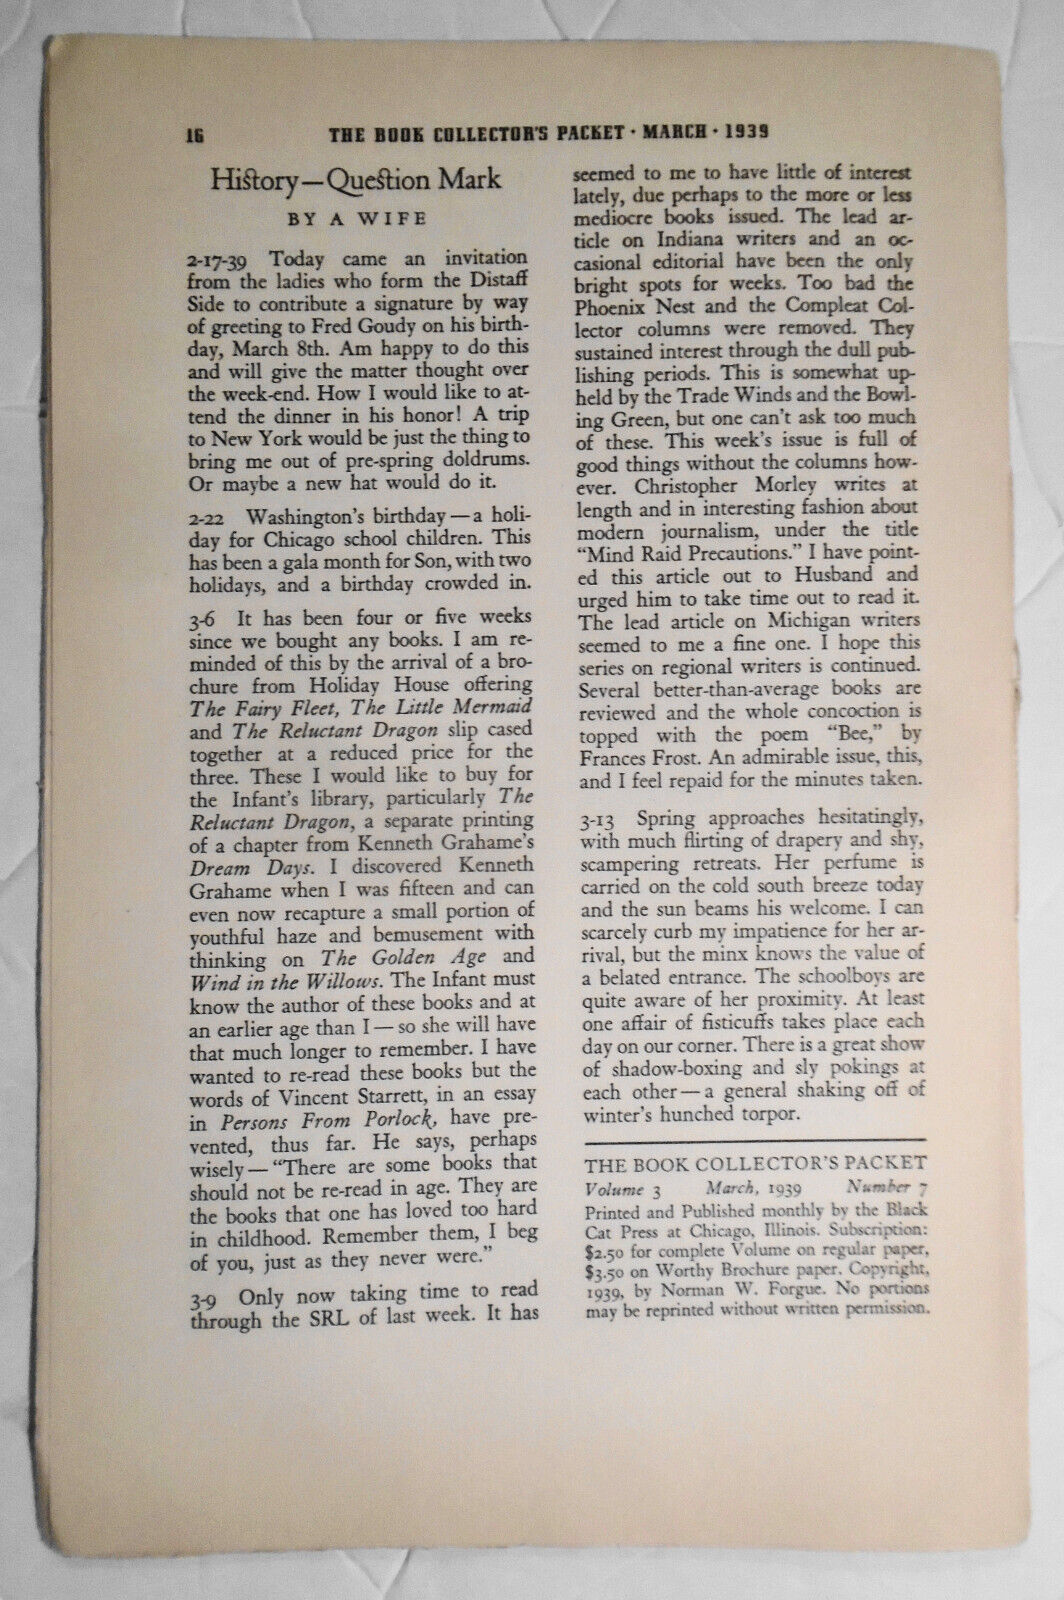 16
THE BOOK COLLECTOR'S PACKET · MARCH · 1939
History—Question Mark
BY A WIFE
2-17-39 Today came an invitation
from the ladies who form the Distaff
Side to contribute a signature by way
of greeting to Fred Goudy on his birth-
day, March 8th. Am happy to do this
and will give the matter thought over
the week-end. How I would like to at-
tend the dinner in his honor! A trip
to New York would be just the thing to
bring me out of pre-spring doldrums.
Or maybe a new hat would do it.
2-22 Washington's birthday—a holi-
day for Chicago school children. This
has been a gala month for Son, with two
holidays, and a birthday crowded in.
3-6 It has been four or five weeks
since we bought any books. I am re-
minded of this by the arrival of a bro-
chure from Holiday House offering
The Fairy Fleet, The Little Mermaid
and The Reluctant Dragon slip cased
together at a reduced price for the
three. These I would like to buy for
the Infant's library, particularly The
Reluctant Dragon, a separate printing
of a chapter from Kenneth Grahame's
Dream Days. I discovered Kenneth
Grahame when I was fifteen and can
even now recapture a small portion of
youthful haze and bemusement with
thinking on The Golden Age and
Wind in the Willows. The Infant must
know the author of these books and at
an earlier age than I—so she will have
that much longer to remember. I have
wanted to re-read these books but the
words of Vincent Starrett, in an essay
in Persons From Porlock, have pre-
vented, thus far. He says, perhaps
wisely—"There are some books that
should not be re-read in age. They are
the books that one has loved too hard
in childhood. Remember them, I beg
of you, just as they never were."
3-9 Only now taking time to read
through the SRL of last week. It has
seemed to me to have little of interest
lately, due perhaps to the more or less
mediocre books issued. The lead ar-
ticle on Indiana writers and an oc-
casional editorial have been the only
bright spots for weeks. Too bad the
Phoenix Nest and the Compleat Col-
lector columns were removed. They
sustained interest through the dull pub-
lishing periods. This is somewhat up-
held by the Trade Winds and the Bowl-
ing Green, but one can't ask too much
of these. This week's issue is full of
good things without the columns how-
ever. Christopher Morley writes at
length and in interesting fashion about
modern journalism, under the title
"Mind Raid Precautions." I have point-
ed this article out to Husband and
urged him to take time out to read it.
The lead article on Michigan writers
seemed to me a fine one. I hope this
series on regional writers is continued.
Several better-than-average books are
reviewed and the whole concoction is
topped with the poem "Bee," by
Frances Frost. An admirable issue, this,
and I feel repaid for the minutes taken.
3-13 Spring approaches hesitatingly,
with much flirting of drapery and shy,
scampering retreats. Her perfume is
carried on the cold south breeze today
and the sun beams his welcome. I can
scarcely curb my impatience for her ar-
rival, but the minx knows the value of
a belated entrance. The schoolboys are
quite aware of her proximity. At least
one affair of fisticuffs takes place each
day on our corner. There is a great show
of shadow-boxing and sly pokings at
each other—a general shaking off of
winter's hunched torpor.
THE BOOK COLLECTOR'S PACKET
Volume 3 March, 1939 Number 7
Printed and Published monthly by the Black
Cat Press at Chicago, Illinois. Subscription:
$2.50 for complete Volume on regular paper,
$3.50 on Worthy Brochure paper. Copyright,
1939, by Norman W. Forgue. No portions
may be reprinted without written permission.